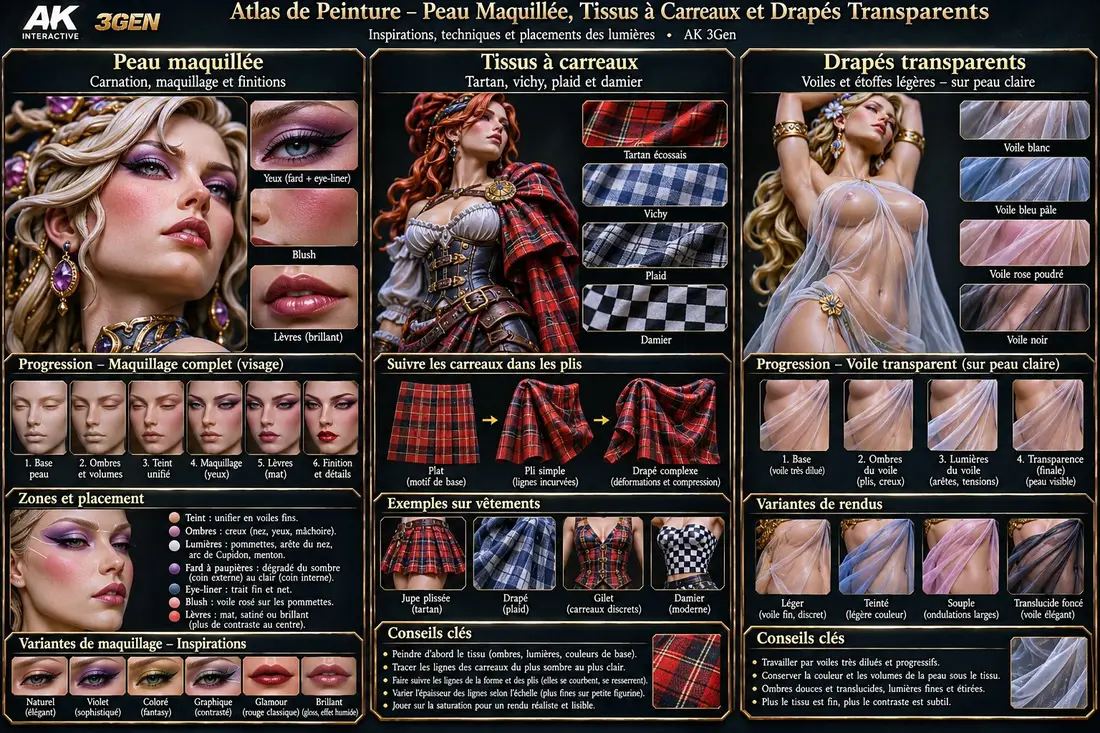 AK
INTERACTIVE
3GEN
Atlas de Peinture – Peau Maquillée, Tissus à Carreaux et Drapés Transparents
Inspirations, techniques et placements des lumières • AK 3Gen
Peau maquillée
Carnation, maquillage et finitions
Yeux (fard + eye-liner)
Blush
Lèvres (brillant)
Progression – Maquillage complet (visage)
1. Base
peau
2. Ombres
et volumes
3. Teint
unifié
4. Maquillage
(yeux)
5. Lèvres
(mat)
6. Finition
et détails
Zones et placement
Teint : unifier en voiles fins.
Ombres : creux (nez, yeux, mâchoire).
Lumières : pommettes, arête du nez,
arc de Cupidon, menton.
Fard à paupières : dégradé du sombre
(coin externe) au clair (coin interne).
Eye-liner : trait fin et net.
Blush : voile rosé sur les pommettes.
Lèvres : mat, satiné ou brillant
(plus de contraste au centre).
Variantes de maquillage – Inspirations
Naturel
(élégant)
Violet
(sophistiqué)
Coloré
(fantasy)
Graphique
(contrasté)
Glamour
(rouge classique)
Brillant
(gloss, effet humide)
Tissus à carreaux
Tartan, vichy, plaid et damier
Tartan écossais
Vichy
Plaid
Damier
Suivre les carreaux dans les plis
Plat
(motif de base)
Pli simple
(lignes incurvées)
Drapé complexe
(déformations et compression)
Exemples sur vêtements
Jupe plissée
(tartan)
Drapé
(plaid)
Gilet
(carreaux discrets)
Damier
(moderne)
Conseils clés
• Peindre d'abord le tissu (ombres, lumières, couleurs de base).
• Tracer les lignes des carreaux du plus sombre au plus clair.
• Faire suivre les lignes de la forme et des plis (elles se courbent, se resserrent).
• Varier l'épaisseur des lignes selon l'échelle (plus fines sur petite figurine).
• Jouer sur la saturation pour un rendu réaliste et lisible.
Drapés transparents
Voiles et étoffes légères – sur peau claire
Voile blanc
Voile bleu pâle
Voile rose poudré
Voile noir
Progression – Voile transparent (sur peau claire)
1. Base
(voile très dilué)
2. Ombres
du voile
(plis, creux)
3. Lumières
du voile
(arêtes, tensions)
4. Transparence
(finale)
(peau visible)
Variantes de rendus
Léger
(voile fin, discret)
Teinté
(légère couleur)
Souple
(ondulations larges)
Translucide foncé
(voile élégant)
Conseils clés
• Travailler par voiles très dilués et progressifs.
• Conserver la couleur et les volumes de la peau sous le tissu.
• Ombres douces et translucides, lumières fines et étirées.
• Plus le tissu est fin, plus le contraste est subtil.